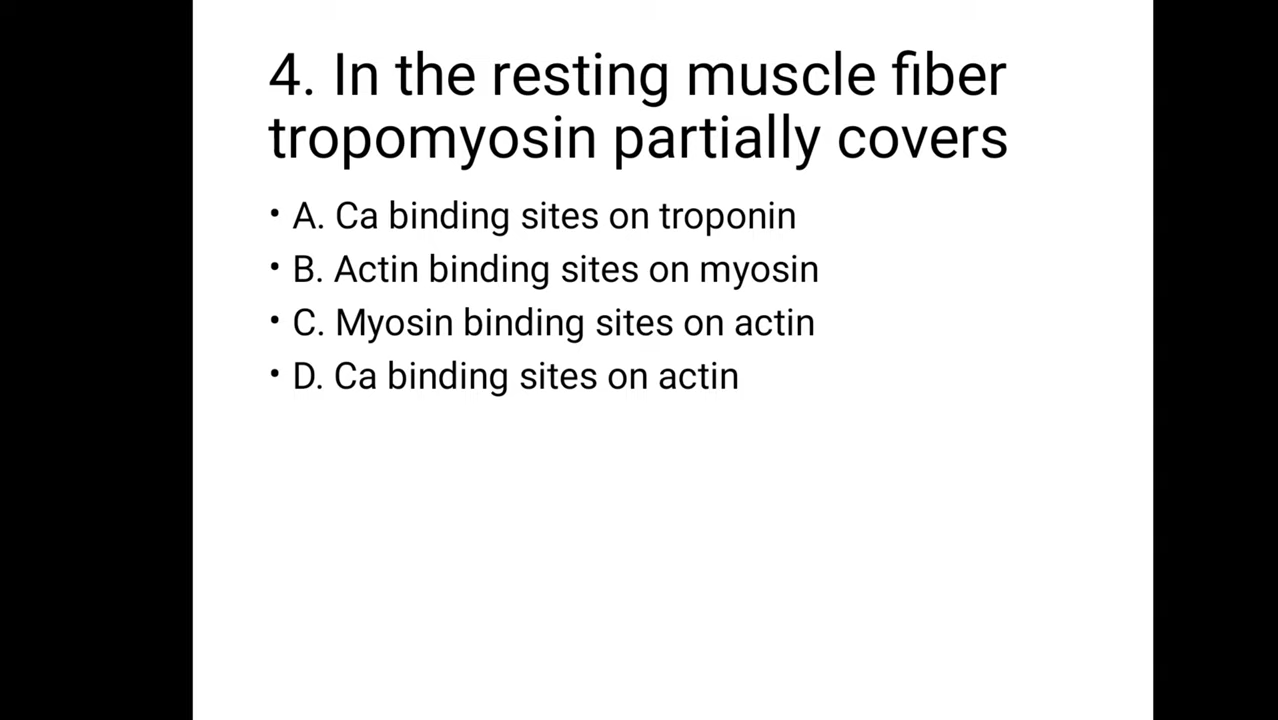 4. In the resting muscle fiber
tropomyosin partially covers
• A. Ca binding sites on troponin
• B. Actin binding sites on myosin
• C. Myosin binding sites on actin
• D. Ca binding sites on actin